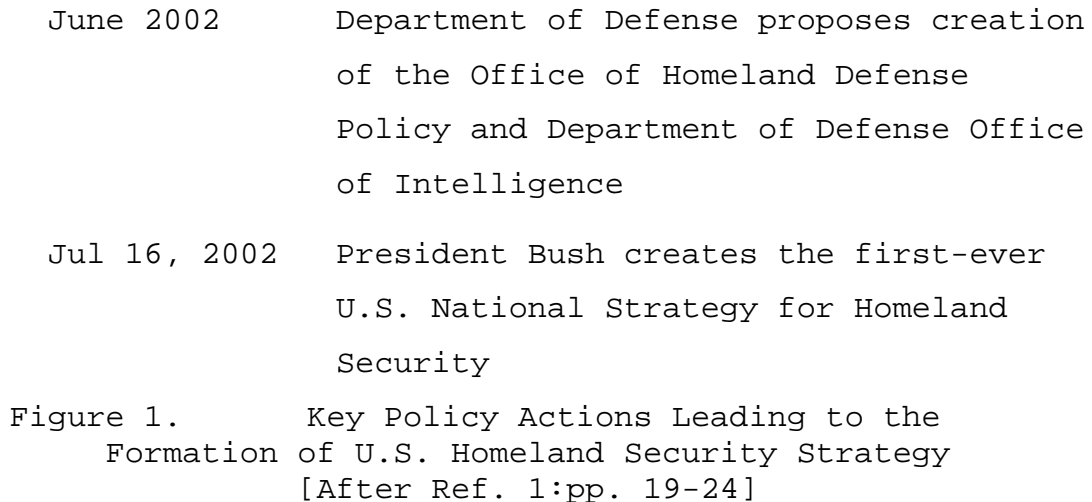 June 2002 Department of Defense proposes creation
of the Office of Homeland Defense
Policy and Department of Defense Office
of Intelligence
Jul 16, 2002 President Bush creates the first-ever
U.S. National Strategy for Homeland
Security
Figure 1. Key Policy Actions Leading to the
Formation of U.S. Homeland Security Strategy
[After Ref. 1:pp. 19-24]